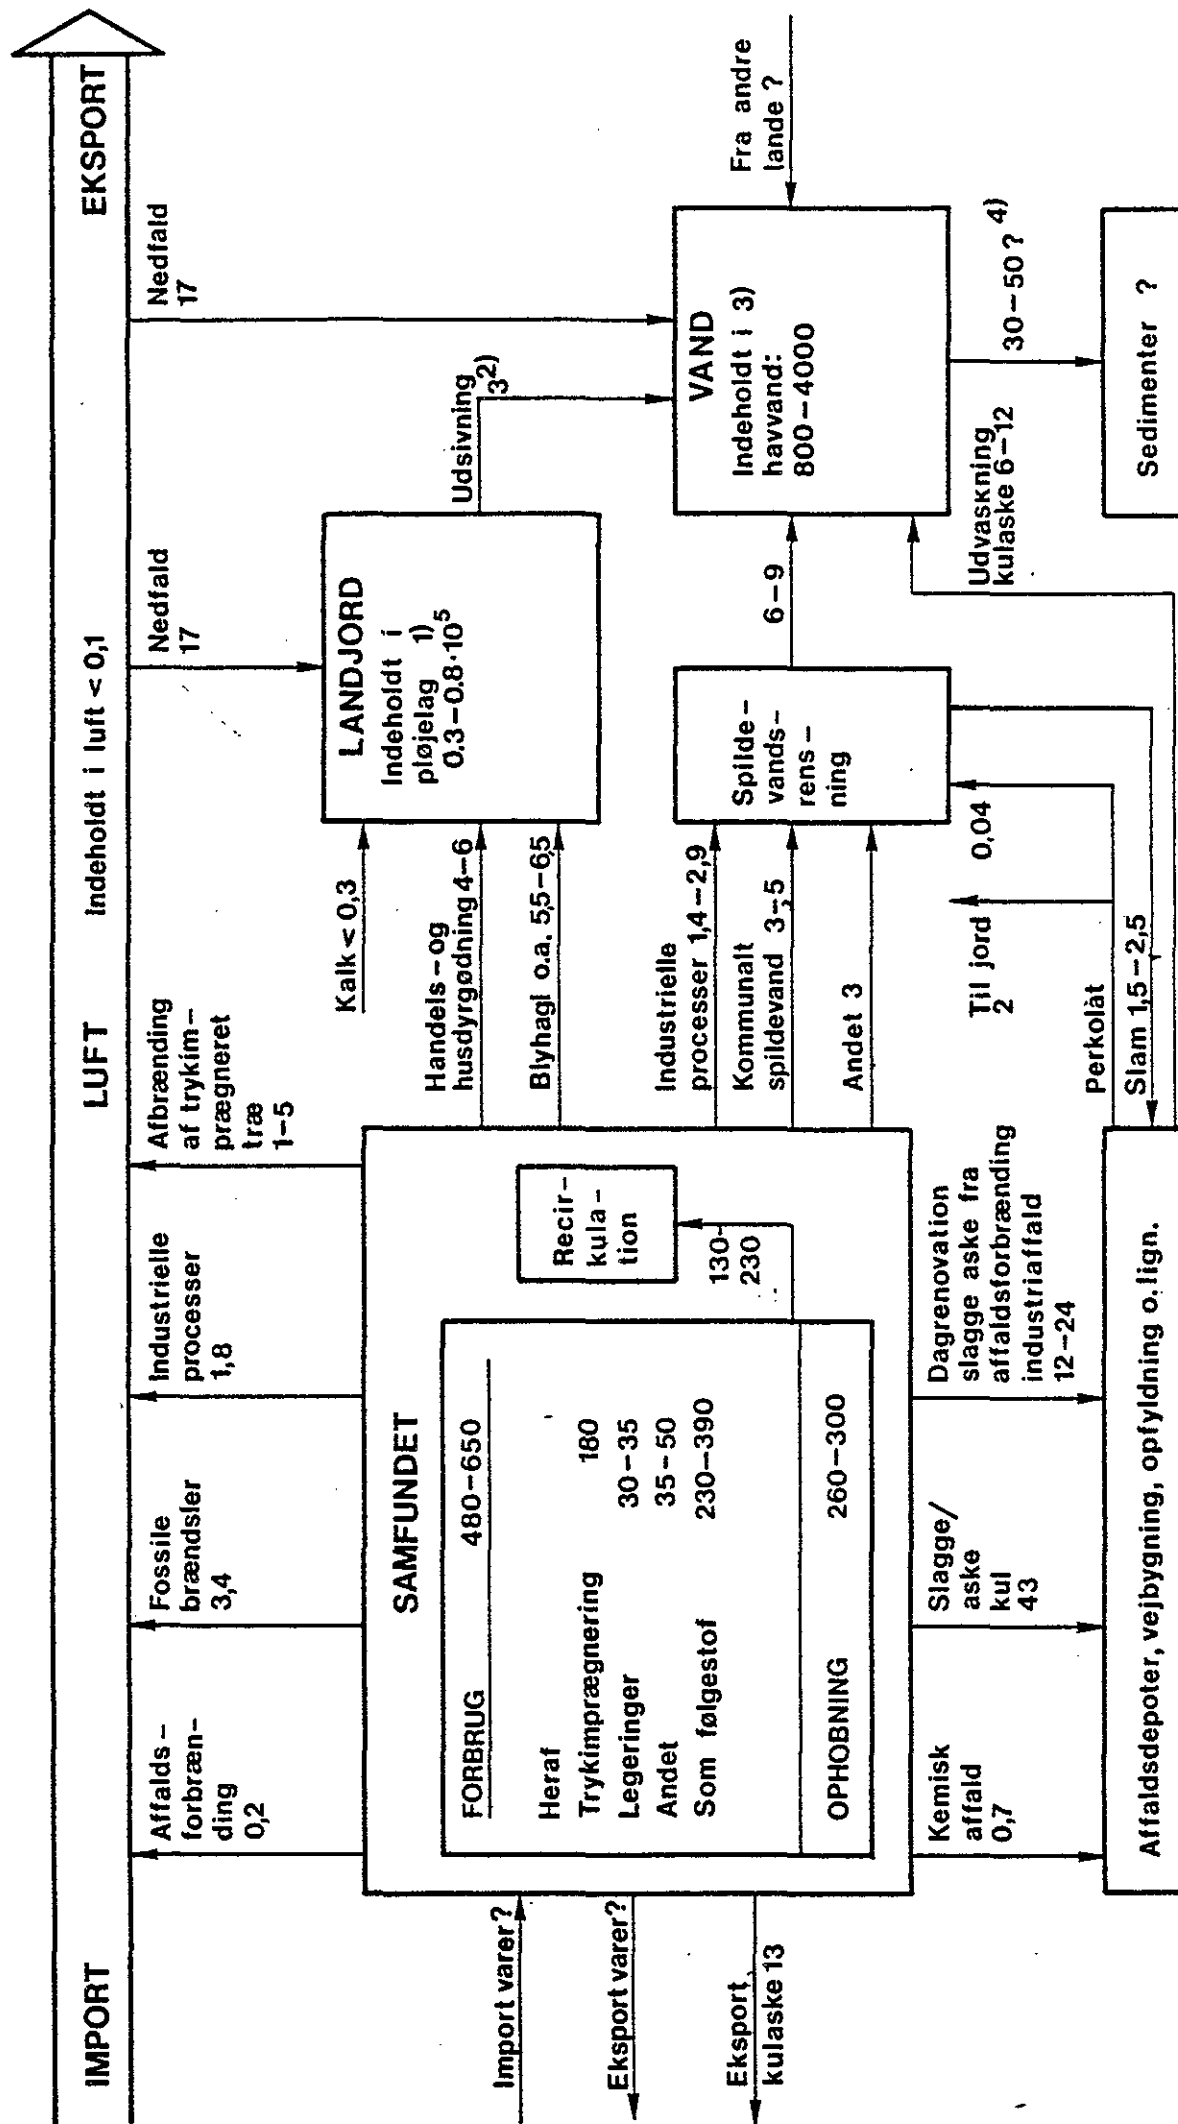 IMPORT
LUFT
Indeholdt i luft < 0,1
EKSPORT
Affalds-
forbræn-
ding
0,2
Fossile
brændsler
3,4
Industrielle
processer
1,8
Afbrænding
af trykim-
prægneret
træ
1-5
Nedfald
17
Nedfald
17
SAMFUNDET
FORBRUG 480-650
Heraf
Trykimprægnering 180
Legeringer 30-35
Andet 35-50
Som følgestof 230-390
OPHOBNING 260-300
Recir-
kula-
tion
130-
230
Import varer?
Eksport varer?
Eksport
kulaske 13
Kalk < 0,3
Handels- og
husdyrgødning 4-6
Blyhagl o.a. 5,5-6,5
LANDJORD
Indeholdt i
pløjelag 1)
0.3-0.8·10⁵
Udsivning
3²⁾
Industrielle
processer 1,4-2,9
Kommunalt
spildevand 3-5
Andet 3
Spilde-
vands-
rens-
ning
6-9
VAND
Indeholdt i 3)
havvand:
800-4000
Fra andre
lande ?
Kemisk
affald
0,7
Slagge/
aske
kul
43
Dagrenovation
slagge aske fra
affaldsforbrænding
industriaffald
12-24
Perkolat
Slam 1,5-2,5
Til jord
2
0,04
Udvaskning
kulaske 6-12
30-50? ⁴⁾
Affaldsdepoter, vejbygning, opfyldning o.lign.
Sedimenter ?